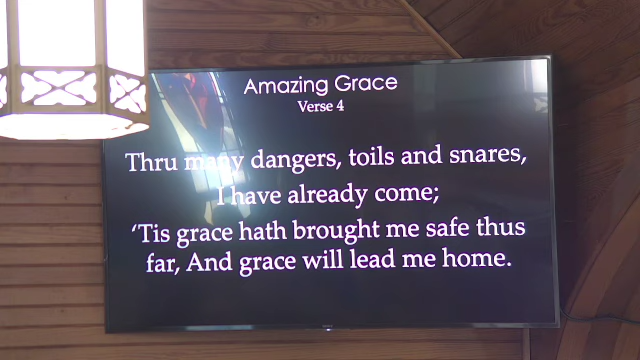 Amazing Grace
Verse 4
Thru many dangers, toils and snares,
I have already come;
‘Tis grace hath brought me safe thus
far, And grace will lead me home.